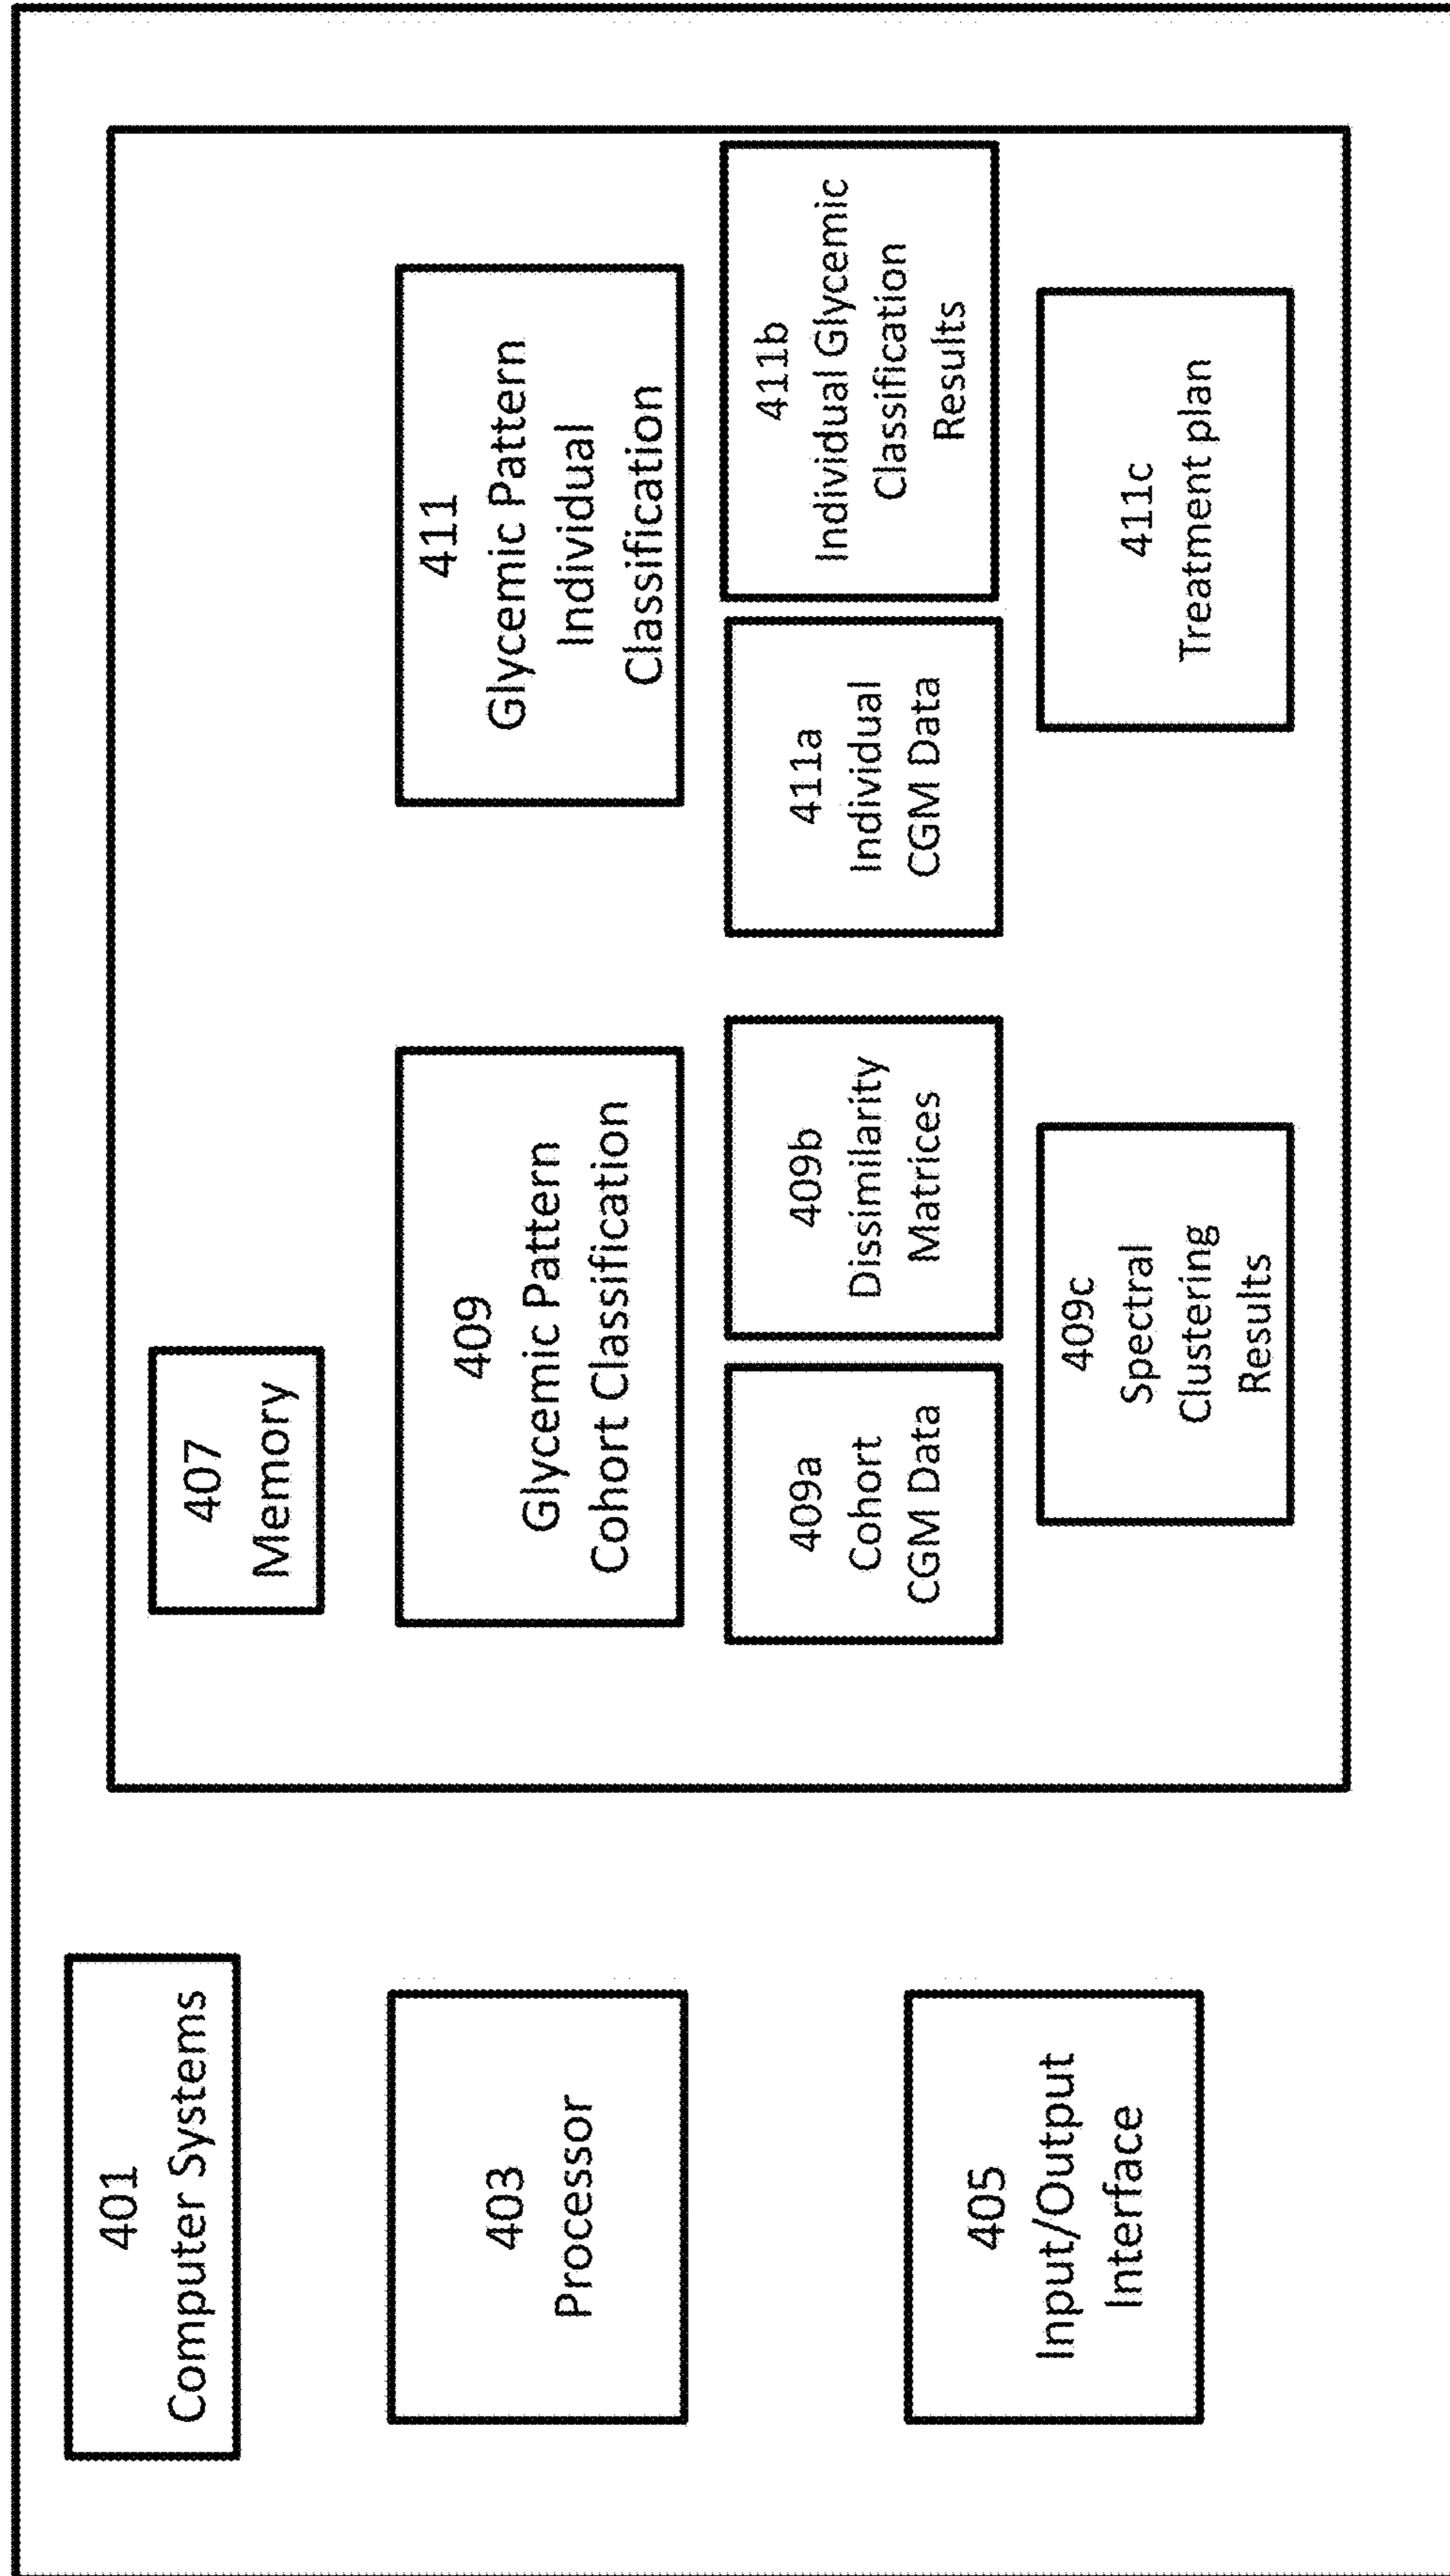 401
Computer Systems
403
Processor
405
Input/Output
Interface
407
Memory
409
Glycemic Pattern
Cohort Classification
409a
Cohort
CGM Data
409b
Dissimilarity
Matrices
409c
Spectral
Clustering
Results
411
Glycemic Pattern
Individual
Classification
411a
Individual
CGM Data
411b
Individual Glycemic
Classification
Results
411c
Treatment plan